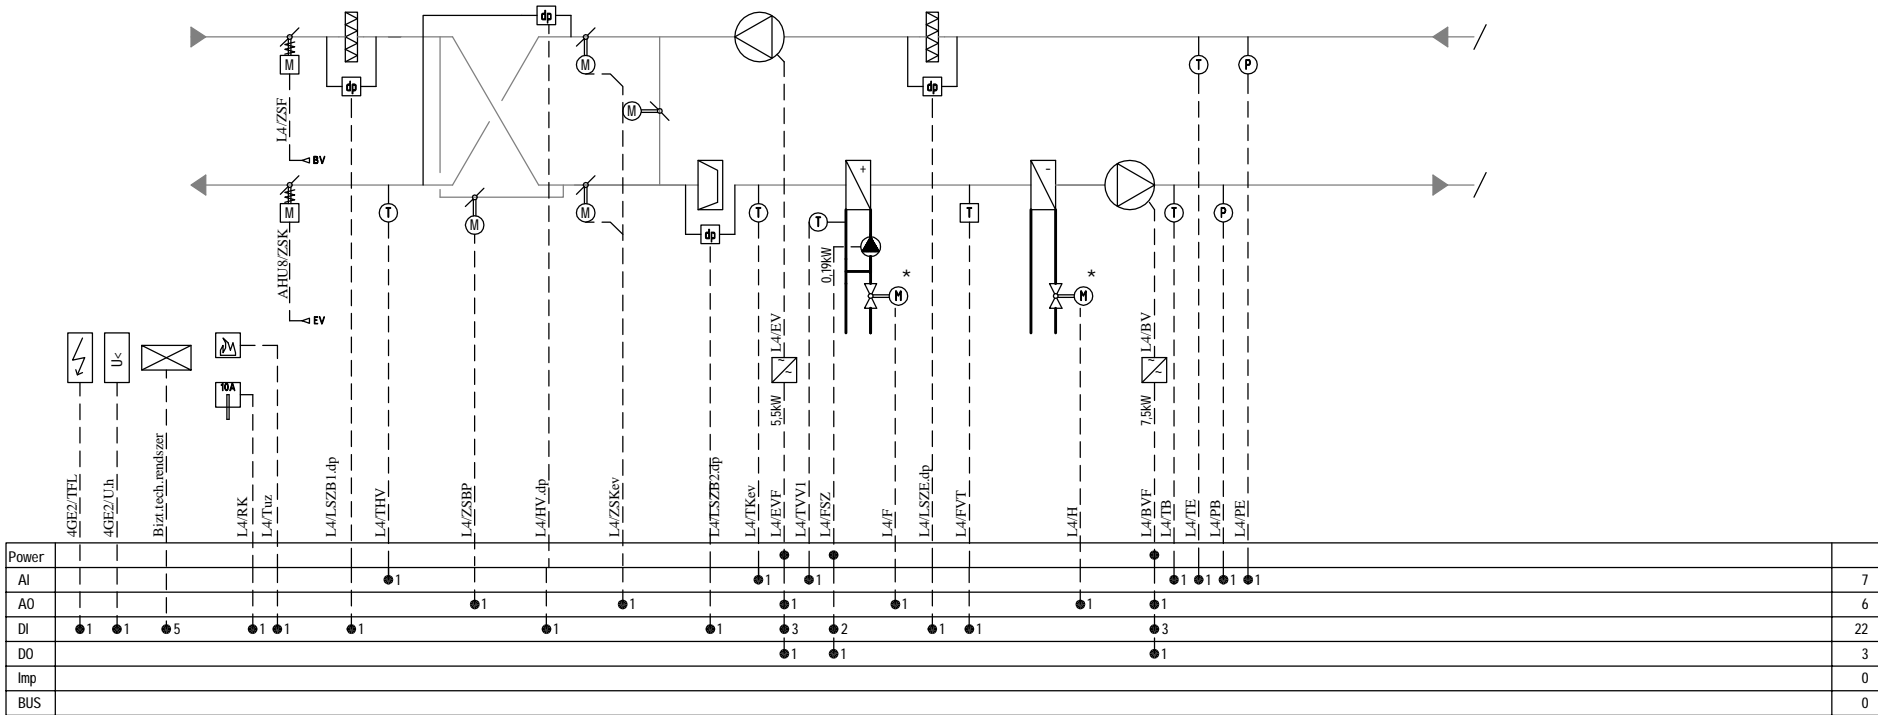 dp
M
dp
M
M
dp
T
P
L4/ZSF
BV
+
-
M
T
M
M
dp
T
T
T
T
P
AHU8/ZSK
0,19kW
*
*
M
M
EV
L4/EV
L4/BV
U<
10A
~
~
~
~
5,5kW
7,5kW
4GE2/TFL
4GE2/U.h
Bizt.tech.rendszer
L4/RK
L4/Tuz
L4/LSZB1.dp
L4/THV
L4/ZSBP
L4/HV.dp
L4/ZSKev
L4/LSZB2.dp
L4/TKev
L4/EVF
L4/TVV1
L4/FSZ
L4/F
L4/LSZE.dp
L4/FVT
L4/H
L4/BVF
L4/TB
L4/TE
L4/PB
L4/PE
Power
AI 1 1 1 1 1 1 1 7
AO 1 1 1 1 1 1 6
DI 1 1 5 1 1 1 1 1 3 2 1 1 3 22
DO 1 1 1 3
Imp 0
BUS 0